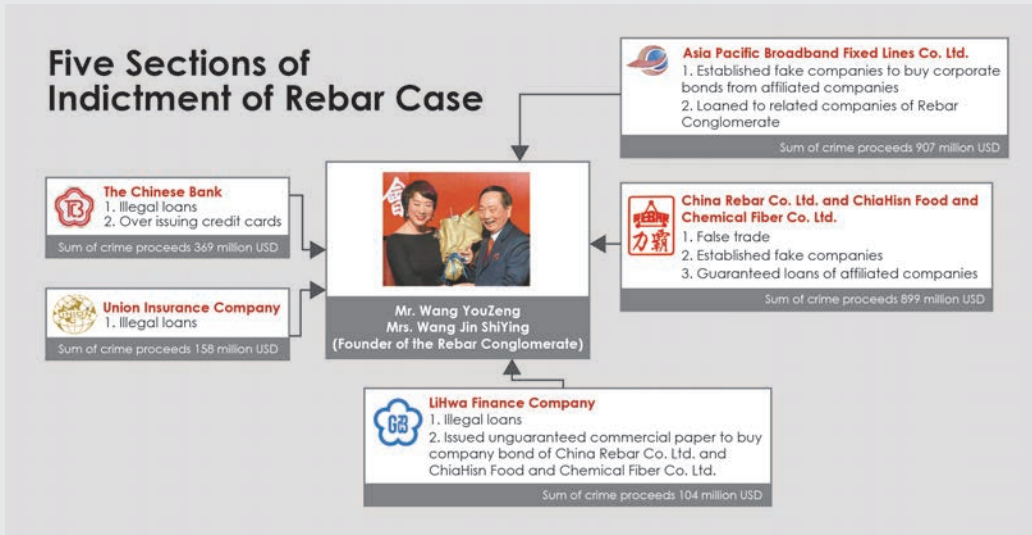 Five Sections of
Indictment of Rebar Case
Asia Pacific Broadband Fixed Lines Co. Ltd.
1. Established fake companies to buy corporate
bonds from affiliated companies
2. Loaned to related companies of Rebar
Conglomerate
Sum of crime proceeds 907 million USD
The Chinese Bank
1. Illegal loans
2. Over issuing credit cards
Sum of crime proceeds 369 million USD
會
REBAR
力霸
China Rebar Co. Ltd. and ChiaHisn Food and
Chemical Fiber Co. Ltd.
1. False trade
2. Established fake companies
3. Guaranteed loans of affiliated companies
Sum of crime proceeds 899 million USD
UNION
Union Insurance Company
1. Illegal loans
Sum of crime proceeds 158 million USD
Mr. Wang YouZeng
Mrs. Wang Jin ShiYing
(Founder of the Rebar Conglomerate)
LiHwa Finance Company
1. Illegal loans
2. Issued unguaranteed commercial paper to buy
company bond of China Rebar Co. Ltd. and
ChiaHisn Food and Chemical Fiber Co. Ltd.
Sum of crime proceeds 104 million USD